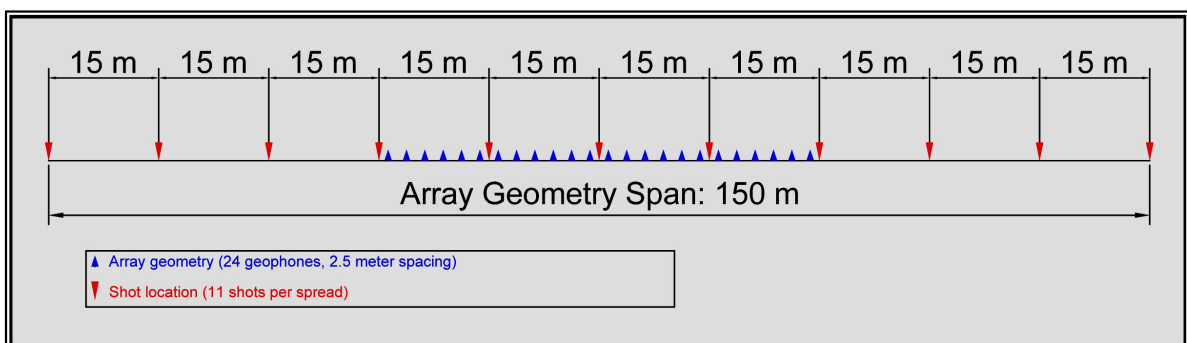 15 m 15 m 15 m 15 m 15 m 15 m 15 m 15 m 15 m 15 m
Array Geometry Span: 150 m
Array geometry (24 geophones, 2.5 meter spacing)
Shot location (11 shots per spread)